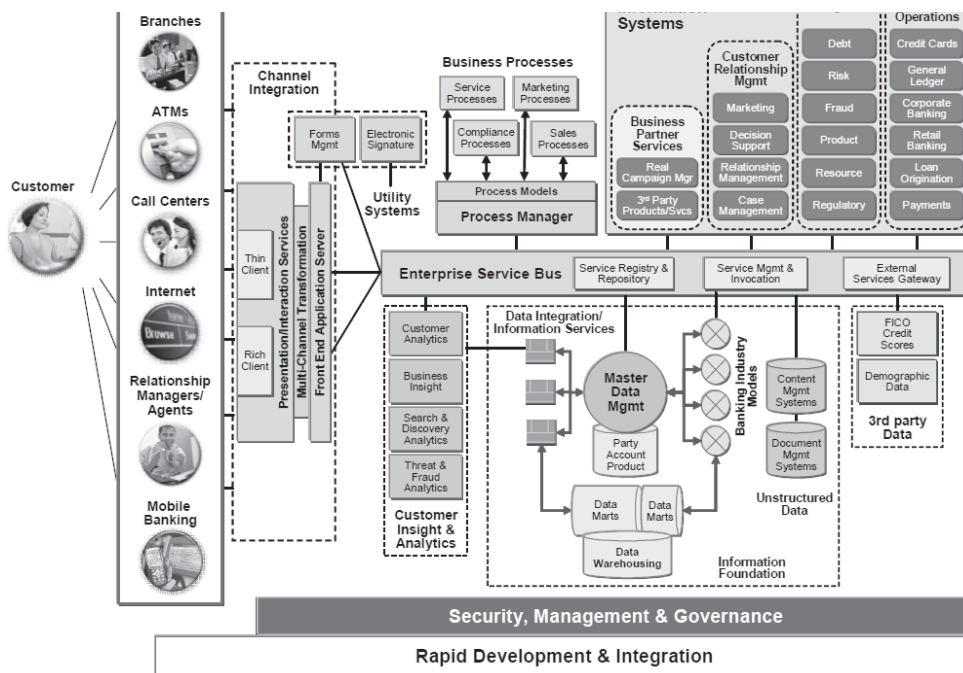 Branches
ATMs
Customer
Call Centers
Internet
Browse
Relationship
Managers/
Agents
Mobile
Banking
Channel
Integration
Thin
Client
Rich
Client
Presentation/Interaction Services
Multi-Channel Transformation
Front End Application Server
Forms
Mgmt
Electronic
Signature
Utility
Systems
Business Processes
Service
Processes
Marketing
Processes
Compliance
Processes
Sales
Processes
Process Models
Process Manager
Information
Systems
Business
Partner
Services
Real
Campaign Mgr
3rd Party
Products/Svcs
Customer
Relationship
Mgmt
Marketing
Decision
Support
Relationship
Management
Case
Management
Debt
Risk
Fraud
Product
Resource
Regulatory
Operations
Credit Cards
General
Ledger
Corporate
Banking
Retail
Banking
Loan
Origination
Payments
Enterprise Service Bus
Service Registry &
Repository
Service Mgmt &
Invocation
External
Services Gateway
Customer
Analytics
Business
Insight
Search &
Discovery
Analytics
Threat &
Fraud
Analytics
Customer
Insight &
Analytics
Data Integration/
Information Services
Master
Data
Mgmt
Party
Account
Product
Banking Industry
Models
Data
Marts
Data
Marts
Data
Warehousing
Content
Mgmt
Systems
Document
Mgmt
Systems
Unstructured
Data
Information
Foundation
FICO
Credit
Scores
Demographic
Data
3rd party
Data
Security, Management & Governance
Rapid Development & Integration